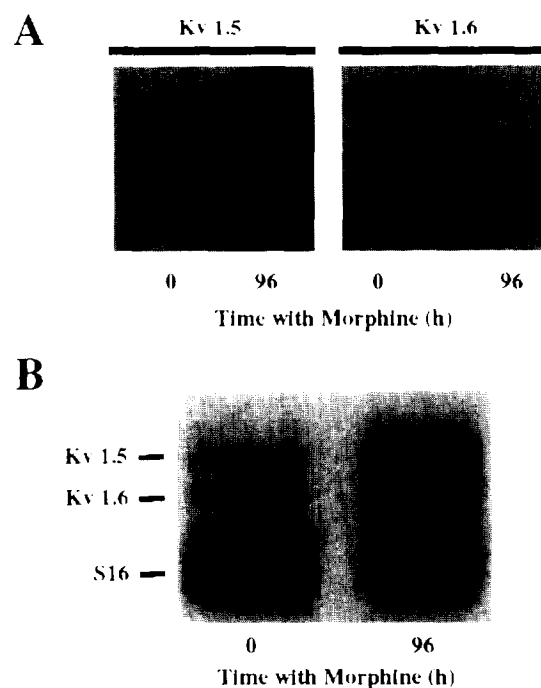 A
Kv 1.5 Kv 1.6
0 96 0 96
Time with Morphine (h)
B
Kv 1.5
Kv 1.6
S16
0 96
Time with Morphine (h)